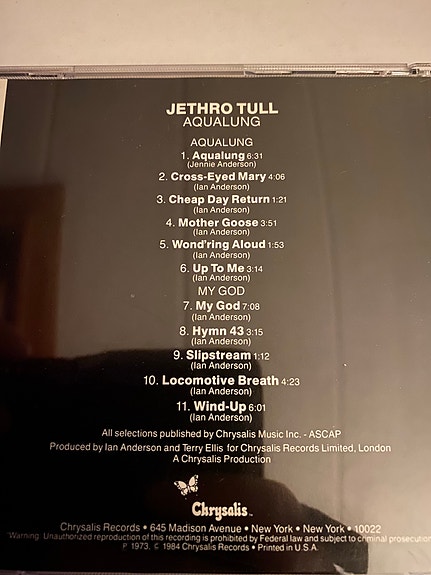 JETHRO TULL
AQUALUNG
AQUALUNG
1. Aqualung 6:31
(Jennie Anderson)
2. Cross-Eyed Mary 4:06
(Ian Anderson)
3. Cheap Day Return 1:21
(Ian Anderson)
4. Mother Goose 3:51
(Ian Anderson)
5. Wond'ring Aloud 1:53
(Ian Anderson)
6. Up To Me 3:14
(Ian Anderson)
MY GOD
7. My God 7:08
(Ian Anderson)
8. Hymn 43 3:15
(Ian Anderson)
9. Slipstream 1:12
(Ian Anderson)
10. Locomotive Breath 4:23
(Ian Anderson)
11. Wind-Up 6:01
(Ian Anderson)
All selections published by Chrysalis Music Inc. - ASCAP
Produced by Ian Anderson and Terry Ellis for Chrysalis Records Limited, London
A Chrysalis Production
Chrysalis™
Chrysalis Records • 645 Madison Avenue • New York • New York • 10022
"Warning: Unauthorized reproduction of this recording is prohibited by Federal law and subject to criminal prosecution
℗ 1973, © 1984 Chrysalis Records • Printed in U.S.A.